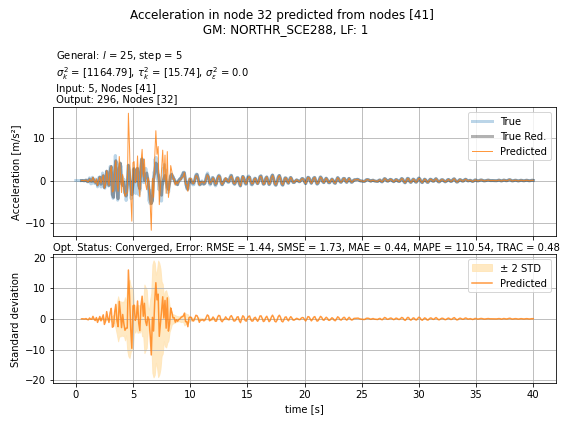 Acceleration in node 32 predicted from nodes [41]
GM: NORTHR_SCE288, LF: 1
General: l = 25, step = 5
σ²ₖ = [1164.79], τ²ₖ = [15.74], σ²ε = 0.0
Input: 5, Nodes [41]
Output: 296, Nodes [32]
True
True Red.
Predicted
10
0
−10
Acceleration [m/s²]
Opt. Status: Converged, Error: RMSE = 1.44, SMSE = 1.73, MAE = 0.44, MAPE = 110.54, TRAC = 0.48
± 2 STD
Predicted
20
10
0
−10
−20
Standard deviation
0 5 10 15 20 25 30 35 40
time [s]